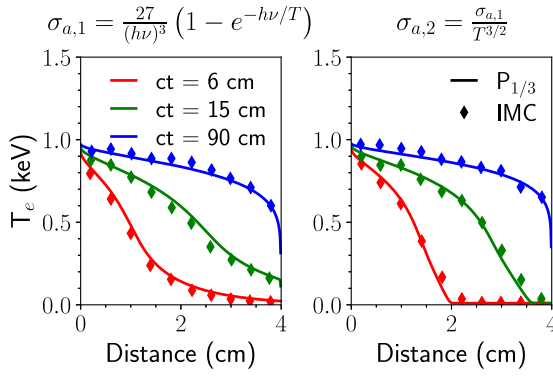 σ_{a,1} = \frac{27}{(hν)^3} (1 − e^{−hν/T})
σ_{a,2} = \frac{σ_{a,1}}{T^{3/2}}
1.5
1.0
0.5
0.0
T_e (keV)
ct = 6 cm
ct = 15 cm
ct = 90 cm
0 2 4
Distance (cm)
P_{1/3}
IMC
1.5
1.0
0.5
0.0
0 2 4
Distance (cm)